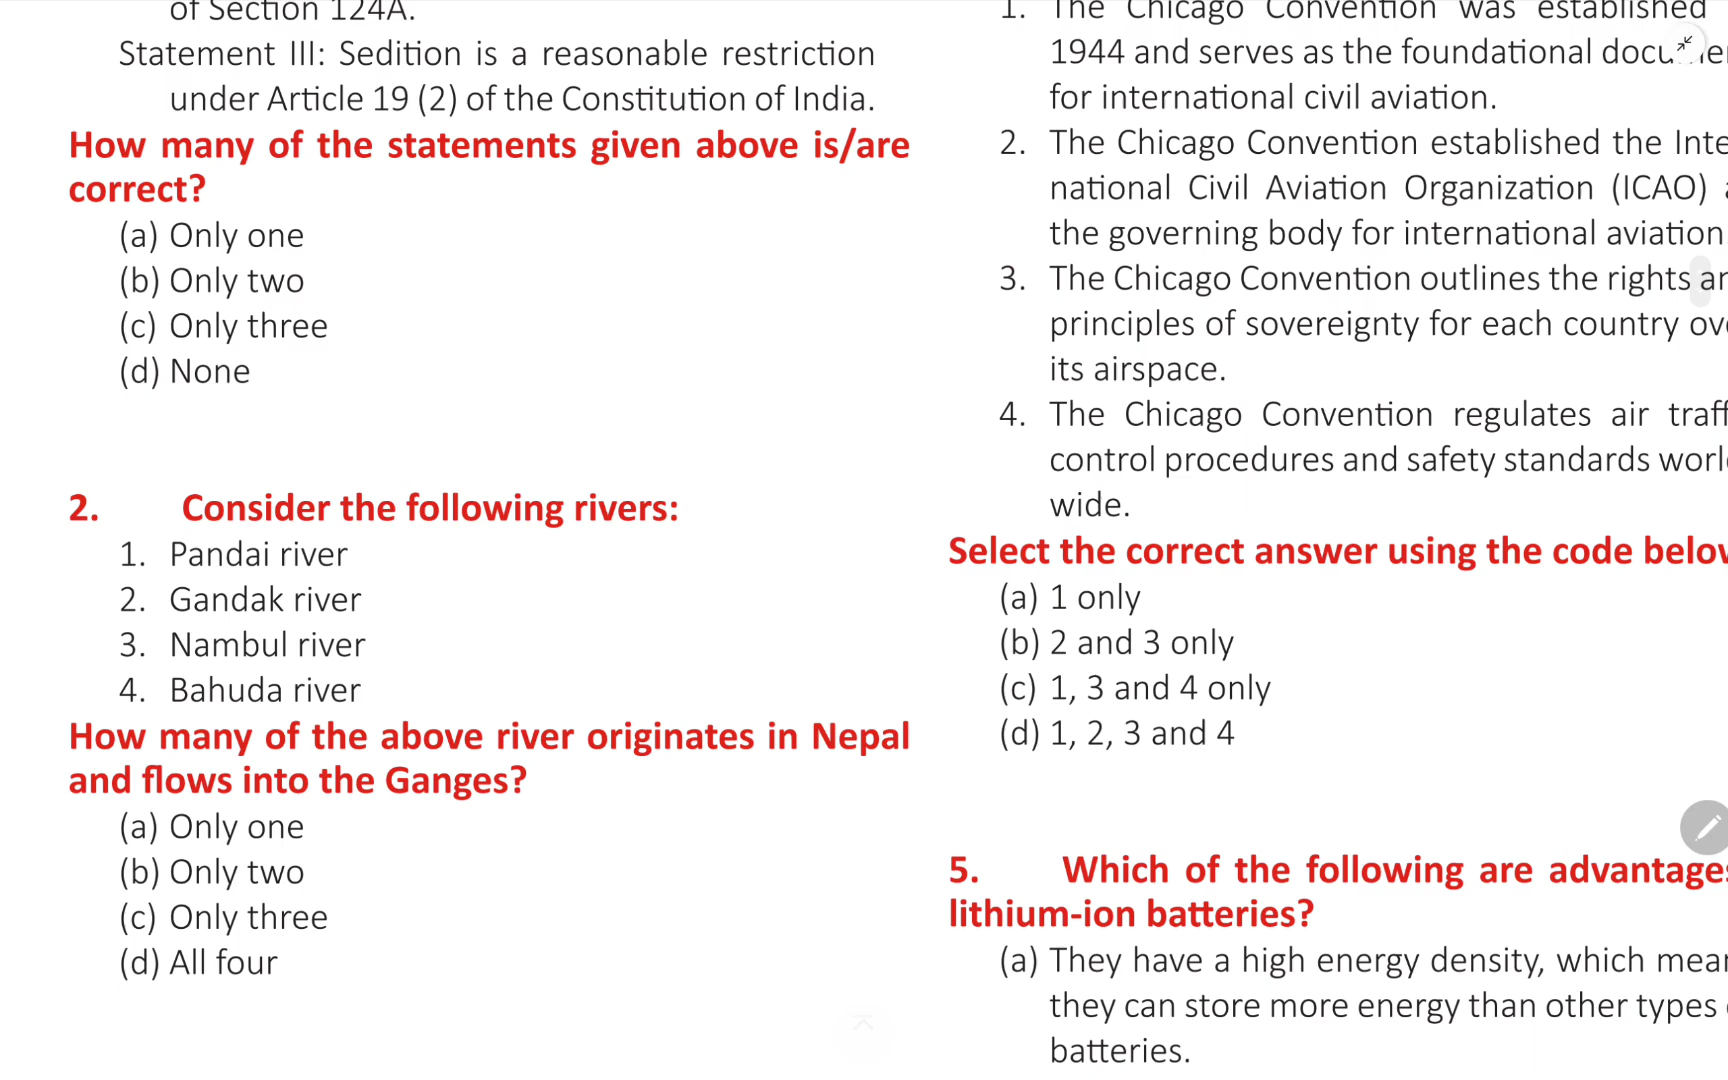 of Section 124A.
Statement III: Sedition is a reasonable restriction
under Article 19 (2) of the Constitution of India.
How many of the statements given above is/are
correct?
(a) Only one
(b) Only two
(c) Only three
(d) None
2. Consider the following rivers:
1. Pandai river
2. Gandak river
3. Nambul river
4. Bahuda river
How many of the above river originates in Nepal
and flows into the Ganges?
(a) Only one
(b) Only two
(c) Only three
(d) All four
1. The Chicago Convention was established
1944 and serves as the foundational
for international civil aviation.
2. The Chicago Convention established the Inte
national Civil Aviation Organization (ICAO)
the governing body for international aviation
3. The Chicago Convention outlines the rights
principles of sovereignty for each country
its airspace.
4. The Chicago Convention regulates air
control procedures and safety standards
wide.
Select the correct answer using the code
(a) 1 only
(b) 2 and 3 only
(c) 1, 3 and 4 only
(d) 1, 2, 3 and 4
5. Which of the following are
lithium-ion batteries?
(a) They have a high energy density, which
they can store more energy than other types
batteries.